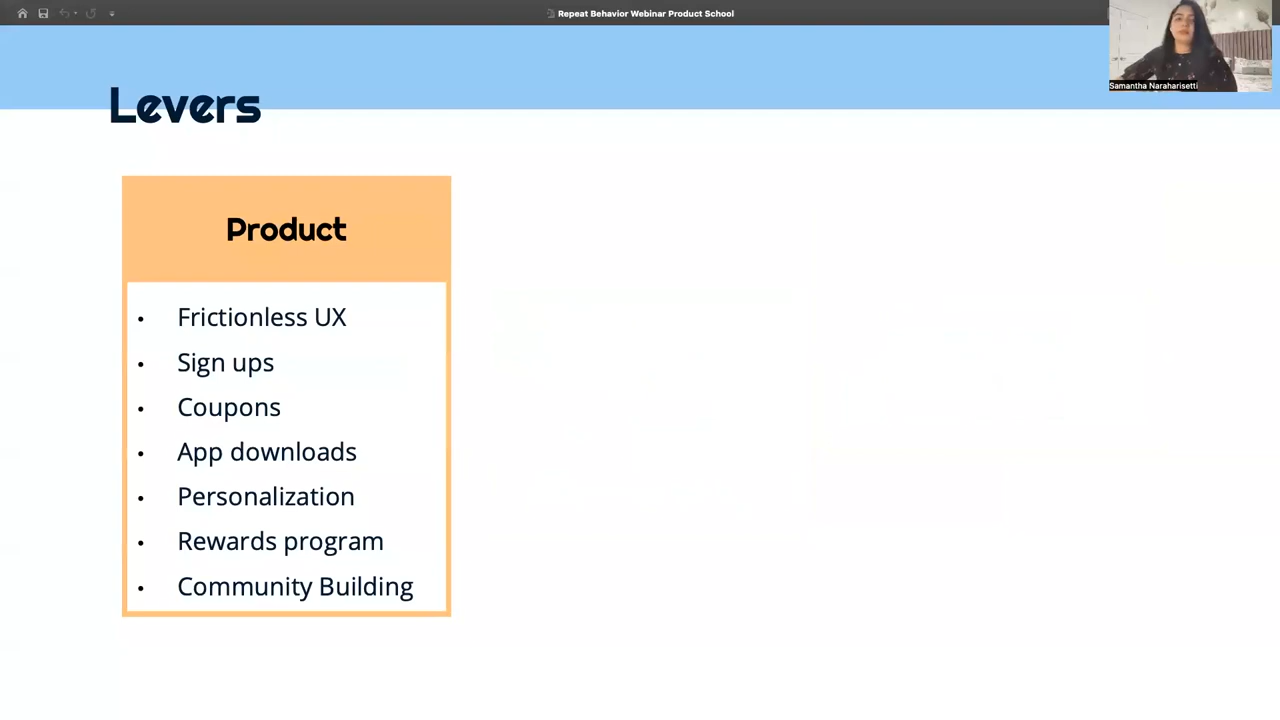 Repeat Behavior Webinar Product School
Samantha Naraharisetti
Levers
Product
• Frictionless UX
• Sign ups
• Coupons
• App downloads
• Personalization
• Rewards program
• Community Building